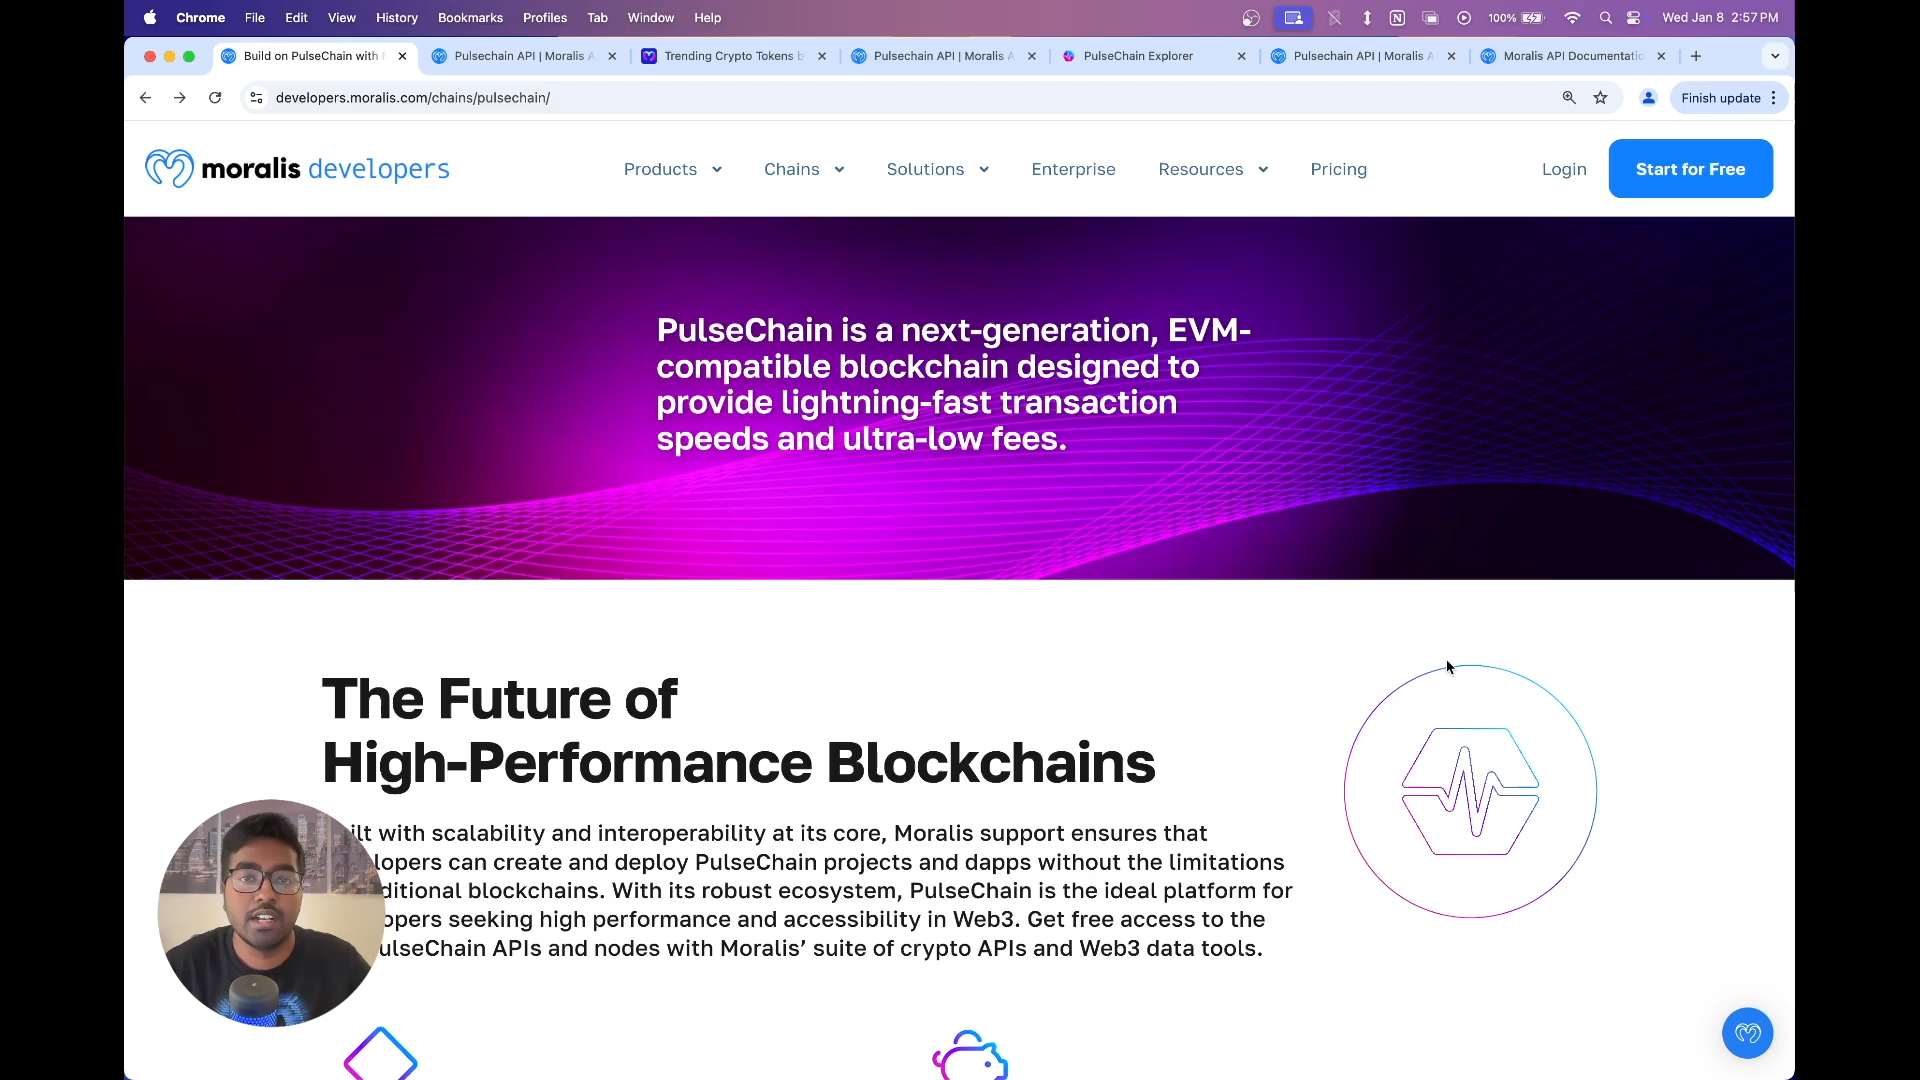 Chrome File Edit View History Bookmarks Profiles Tab Window Help 100% Wed Jan 8 2:57 PM
Build on PulseChain with Pulsechain API | Moralis A Trending Crypto Tokens b Pulsechain API | Moralis A PulseChain Explorer Pulsechain API | Moralis A Moralis API Documentatio
developers.moralis.com/chains/pulsechain/ Finish update
moralis developers Products Chains Solutions Enterprise Resources Pricing Login Start for Free
PulseChain is a next-generation, EVM-
compatible blockchain designed to
provide lightning-fast transaction
speeds and ultra-low fees.
The Future of
High-Performance Blockchains
ilt with scalability and interoperability at its core, Moralis support ensures that
lopers can create and deploy PulseChain projects and dapps without the limitations
ditional blockchains. With its robust ecosystem, PulseChain is the ideal platform for
opers seeking high performance and accessibility in Web3. Get free access to the
ulseChain APIs and nodes with Moralis’ suite of crypto APIs and Web3 data tools.